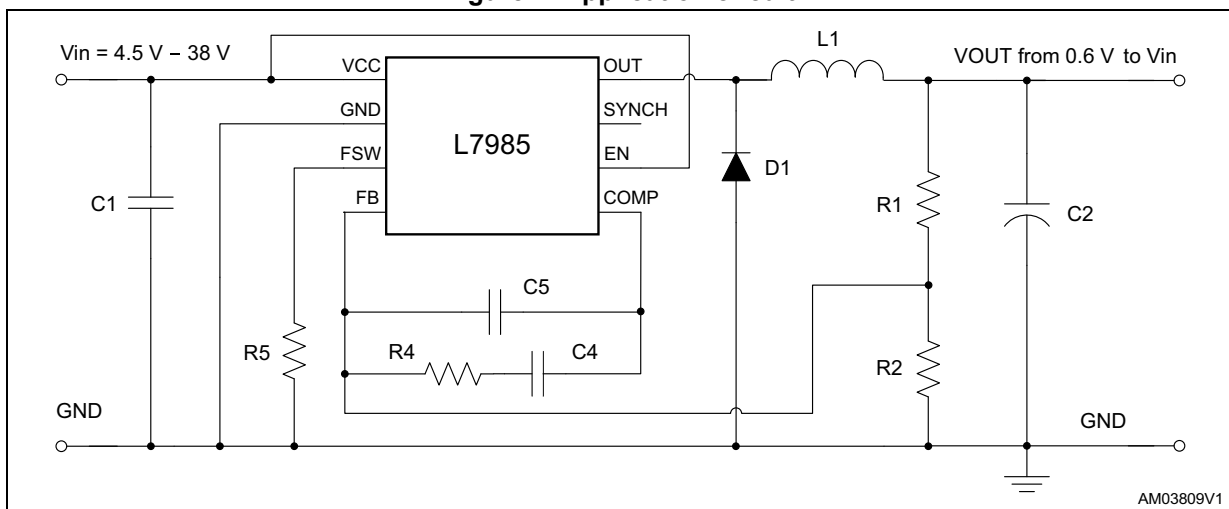 Vin = 4.5 V – 38 V
L1
VOUT from 0.6 V to Vin
VCC
OUT
GND
SYNCH
L7985
FSW
EN
D1
C1
FB
COMP
R1
C2
C5
R5
R4
C4
R2
GND
GND
AM03809V1